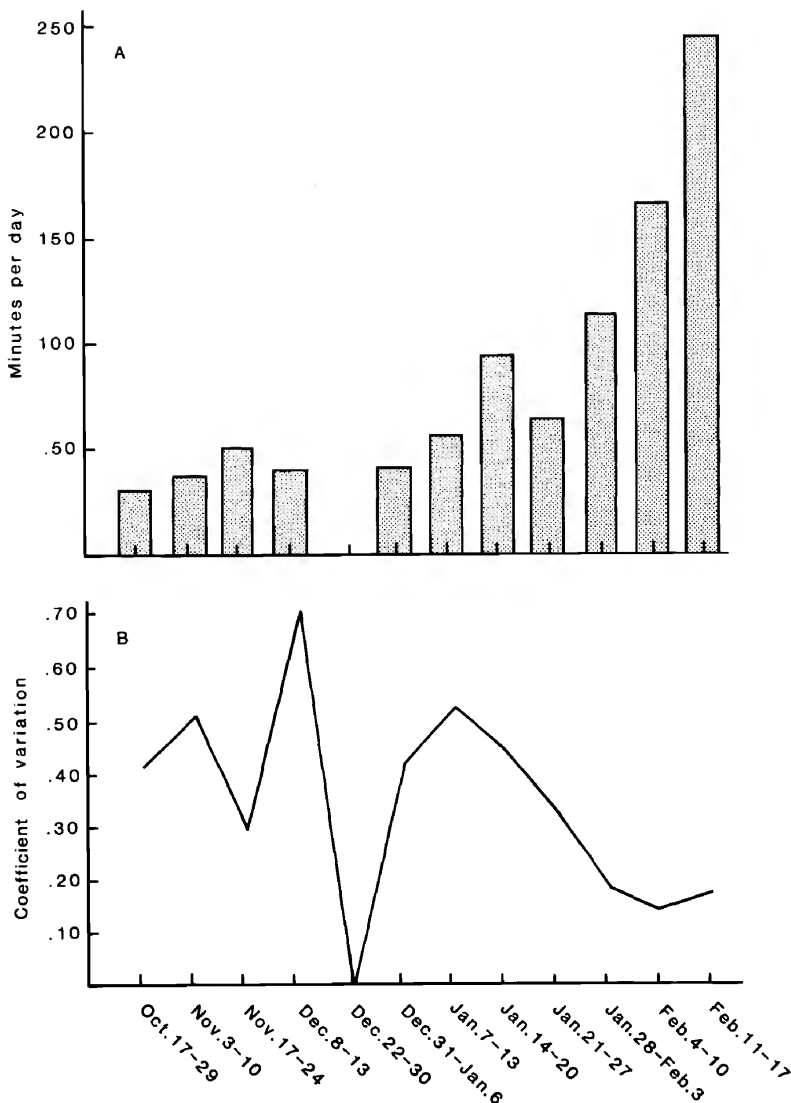 A
250
200
150
100
50
Minutes per day
B
.70
.60
.50
.40
.30
.20
.10
Coefficient of variation
Oct.17-29
Nov.3-10
Nov.17-24
Dec.8-13
Dec.22-30
Dec.31-Jan.6
Jan.7-13
Jan.14-20
Jan.21-27
Jan.28-Feb.3
Feb.4-10
Feb.11-17